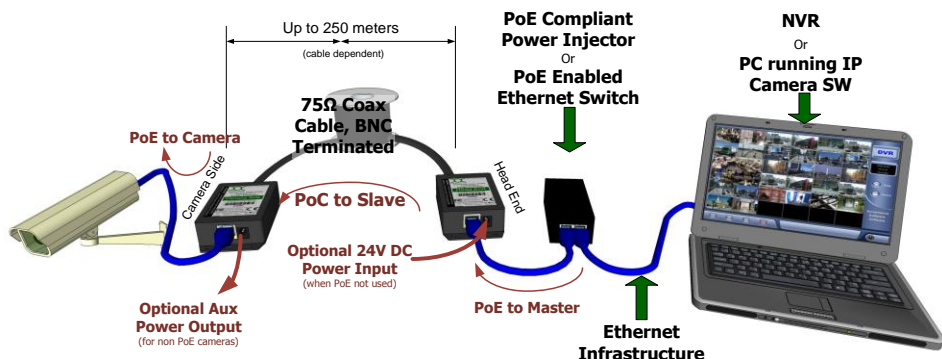 Up to 250 meters
(cable dependent)
PoE Compliant
Power Injector
Or
PoE Enabled
Ethernet Switch
NVR
Or
PC running IP
Camera SW
75Ω Coax
Cable, BNC
Terminated
PoE to Camera
Camera Side
PoC to Slave
Head End
DVR
Optional 24V DC
Power Input
(when PoE not used)
Optional Aux
Power Output
(for non PoE cameras)
PoE to Master
Ethernet
Infrastructure